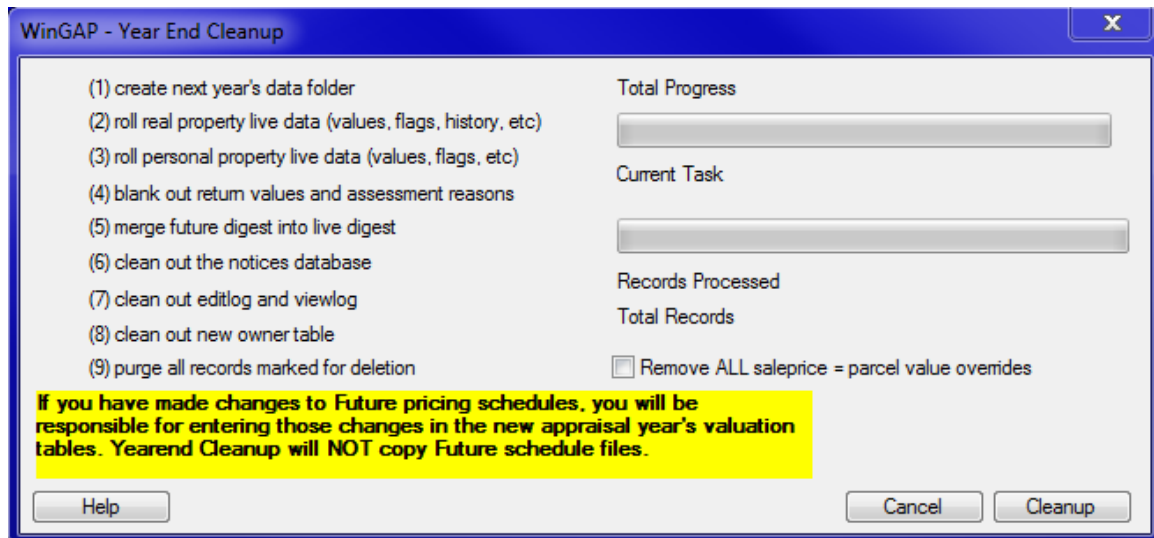 WinGAP - Year End Cleanup
X
(1) create next year's data folder
(2) roll real property live data (values, flags, history, etc)
(3) roll personal property live data (values, flags, etc)
(4) blank out return values and assessment reasons
(5) merge future digest into live digest
(6) clean out the notices database
(7) clean out editlog and viewlog
(8) clean out new owner table
(9) purge all records marked for deletion
Total Progress
Current Task
Records Processed
Total Records
Remove ALL saleprice = parcel value overrides
If you have made changes to Future pricing schedules, you will be
responsible for entering those changes in the new appraisal year's valuation
tables. Yearend Cleanup will NOT copy Future schedule files.
Help
Cancel
Cleanup